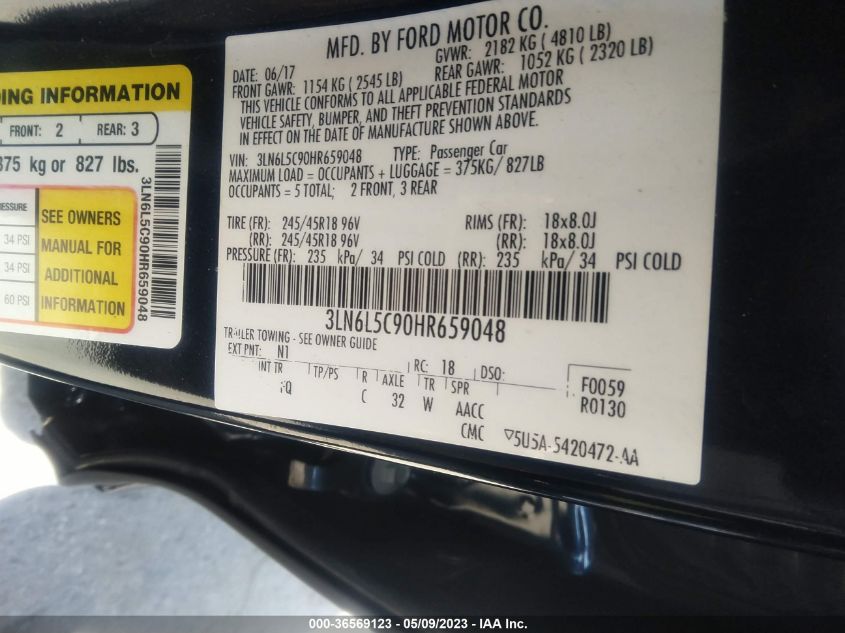 DING INFORMATION
FRONT: 2 REAR: 3
375 kg or 827 lbs.
PRESSURE
SEE OWNERS
34 PSI
MANUAL FOR
34 PSI
ADDITIONAL
60 PSI
INFORMATION
3LN6L5C90HR659048
MFD. BY FORD MOTOR CO.
DATE: 06/17 GVWR: 2182 KG ( 4810 LB)
FRONT GAWR: 1154 KG ( 2545 LB) REAR GAWR: 1052 KG ( 2320 LB)
THIS VEHICLE CONFORMS TO ALL APPLICABLE FEDERAL MOTOR
VEHICLE SAFETY, BUMPER, AND THEFT PREVENTION STANDARDS
IN EFFECT ON THE DATE OF MANUFACTURE SHOWN ABOVE.
VIN: 3LN6L5C90HR659048 TYPE: Passenger Car
MAXIMUM LOAD = OCCUPANTS + LUGGAGE = 375KG/ 827LB
OCCUPANTS = 5 TOTAL; 2 FRONT, 3 REAR
TIRE (FR): 245/45R18 96V RIMS (FR): 18x8.0J
(RR): 245/45R18 96V (RR): 18x8.0J
PRESSURE (FR): 235 kPa/ 34 PSI COLD (RR): 235 kPa/ 34 PSI COLD
3LN6L5C90HR659048
TRAILER TOWING - SEE OWNER GUIDE
EXT PNT: N1 RC: 18 DSO:
INT TR TP/PS R AXLE TR SPR F0059
FQ C 32 W AACC R0130
CMC ▽5U5A-5420472-AA
000-36569123 - 05/09/2023 - IAA Inc.